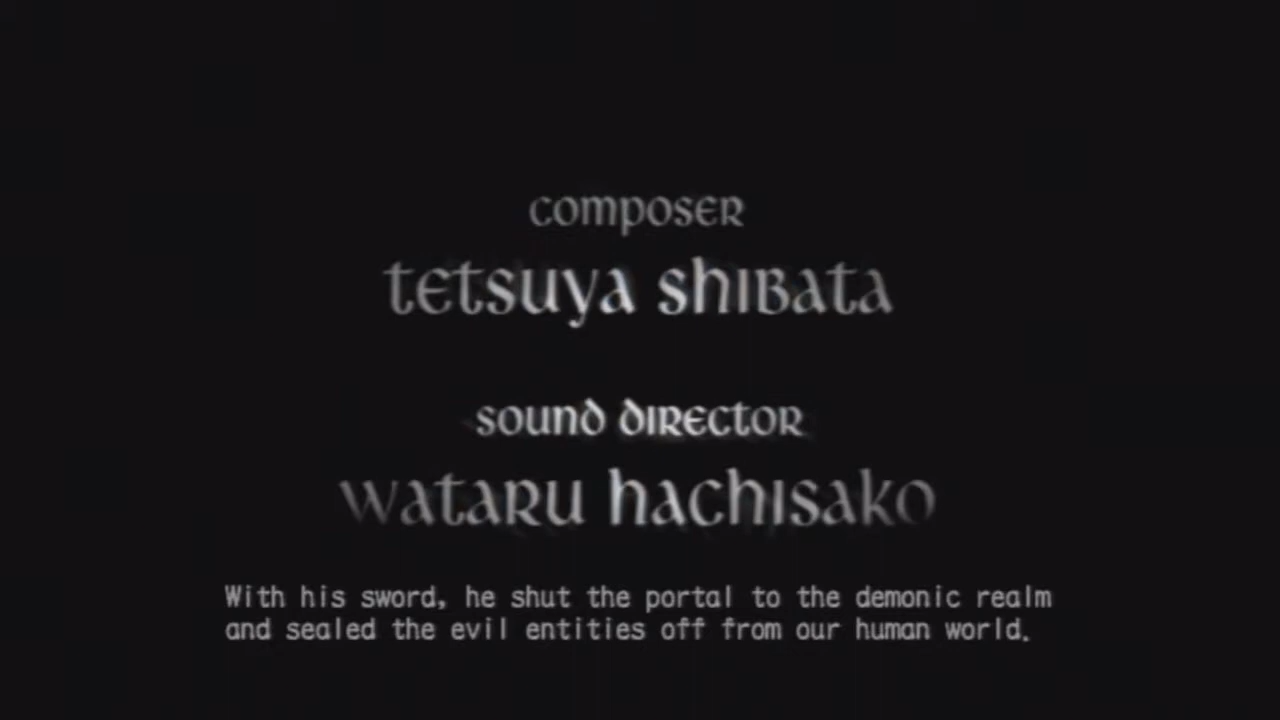 composer
tetsuya shibata
sound director
wataru hachisako
With his sword, he shut the portal to the demonic realm
and sealed the evil entities off from our human world.